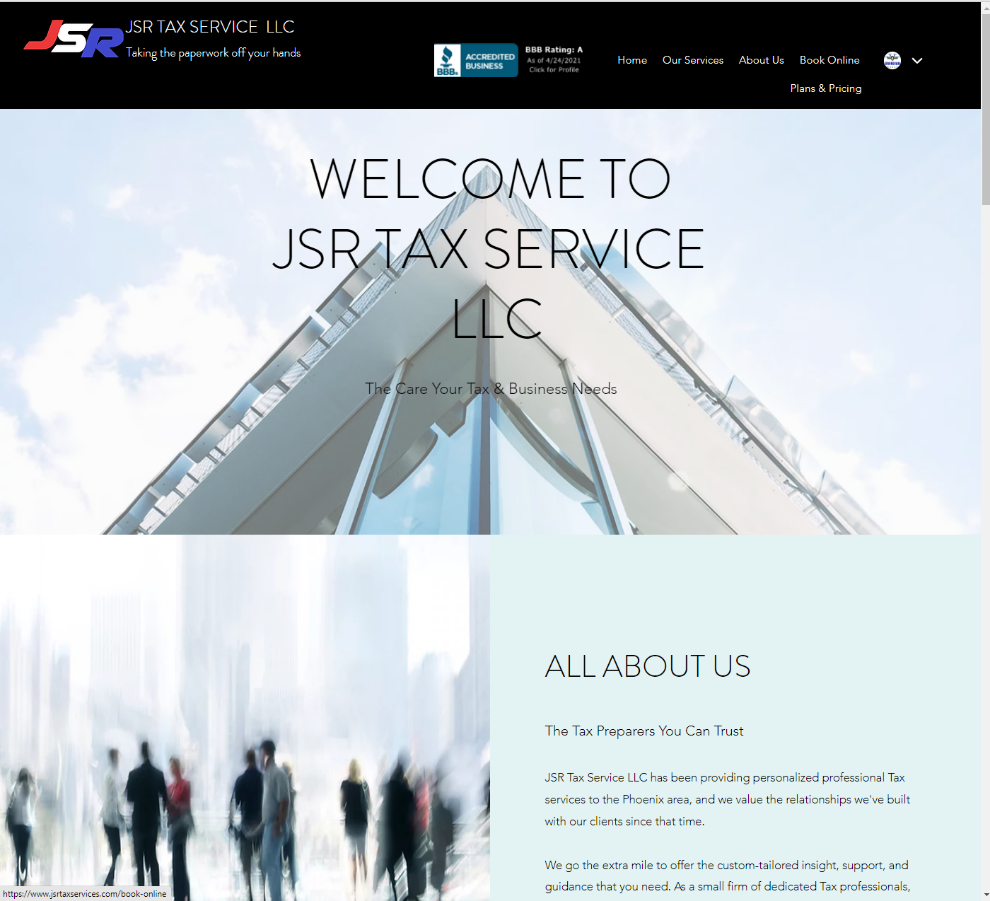 JSR
JSR TAX SERVICE LLC
Taking the paperwork off your hands
BBB.
ACCREDITED
BUSINESS
BBB Rating: A
As of 4/24/2021
Click for Profile
Home
Our Services
About Us
Book Online
Plans & Pricing
WELCOME TO
JSR TAX SERVICE
LLC
The Care Your Tax & Business Needs
ALL ABOUT US
The Tax Preparers You Can Trust
JSR Tax Service LLC has been providing personalized professional Tax
services to the Phoenix area, and we value the relationships we've built
with our clients since that time.
We go the extra mile to offer the custom-tailored insight, support, and
guidance that you need. As a small firm of dedicated Tax professionals,
https://www.jsrtaxservices.com/book-online